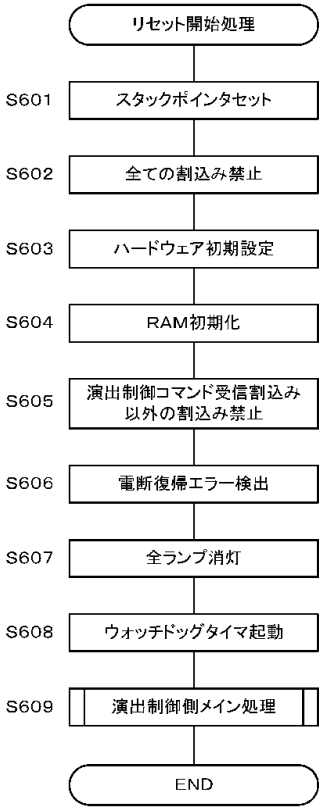 リセット開始処理
S601
スタックポインタセット
S602
全ての割込み禁止
S603
ハードウェア初期設定
S604
RAM初期化
S605
演出制御コマンド受信割込み
以外の割込み禁止
S606
電断復帰エラー検出
S607
全ランプ消灯
S608
ウォッチドッグタイマ起動
S609
演出制御側メイン処理
END